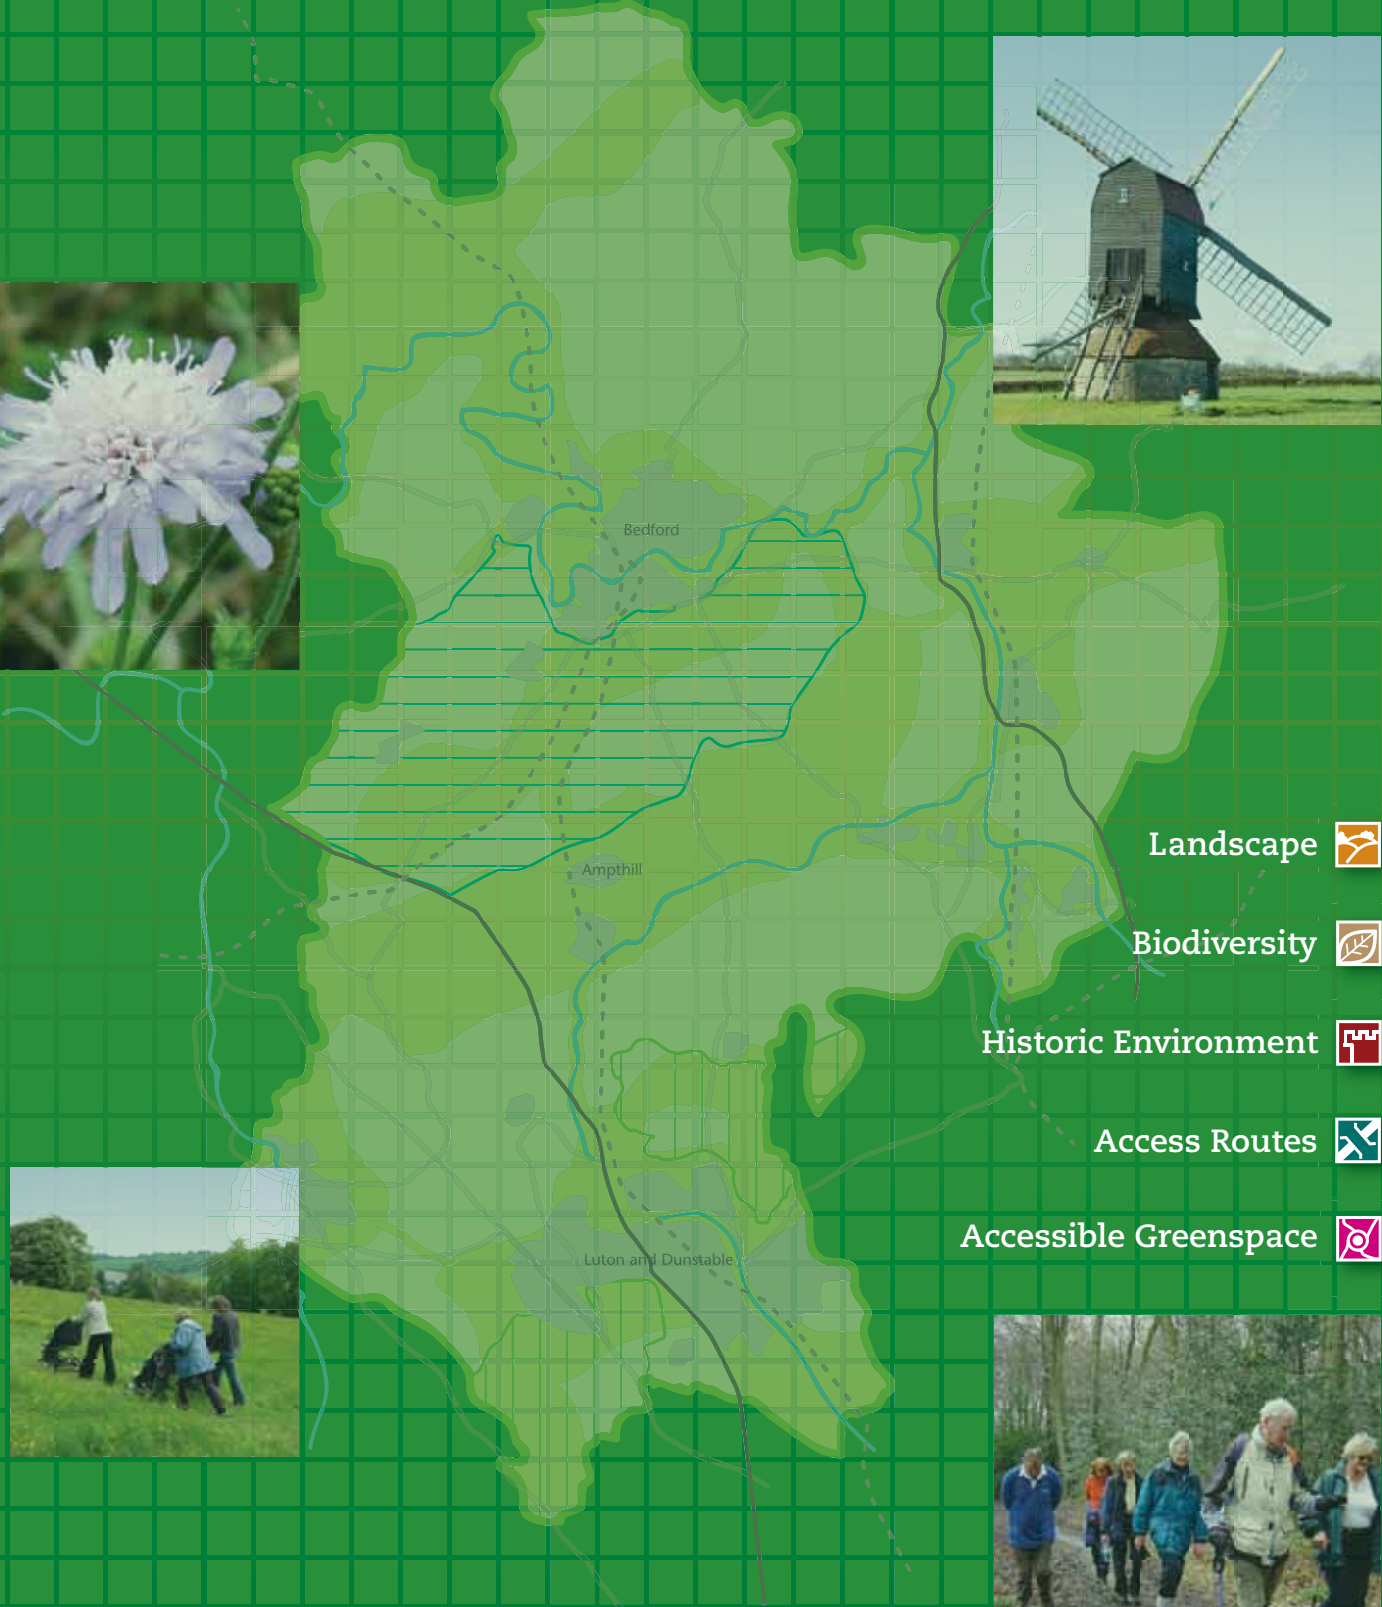 Bedford
Landscape
Ampthill
Biodiversity
Historic Environment
Access Routes
Accessible Greenspace
Luton and Dunstable